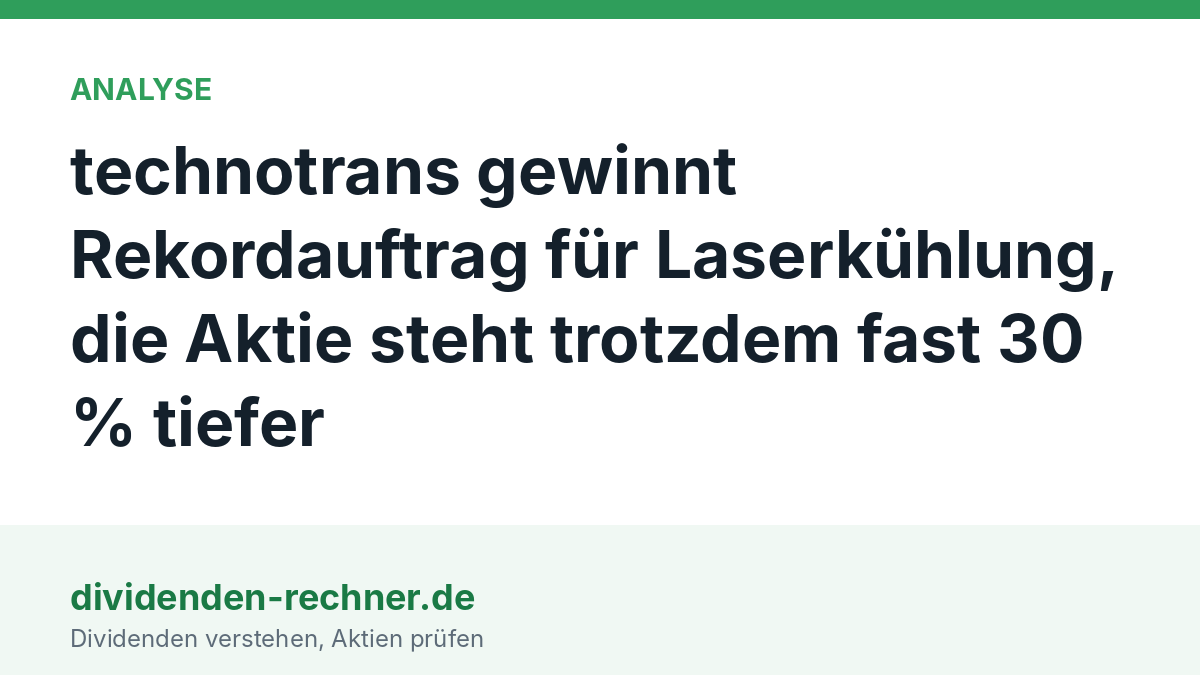 ANALYSE
technotrans gewinnt
Rekordauftrag für Laserkühlung,
die Aktie steht trotzdem fast 30
% tiefer
dividenden-rechner.de
Dividenden verstehen, Aktien prüfen